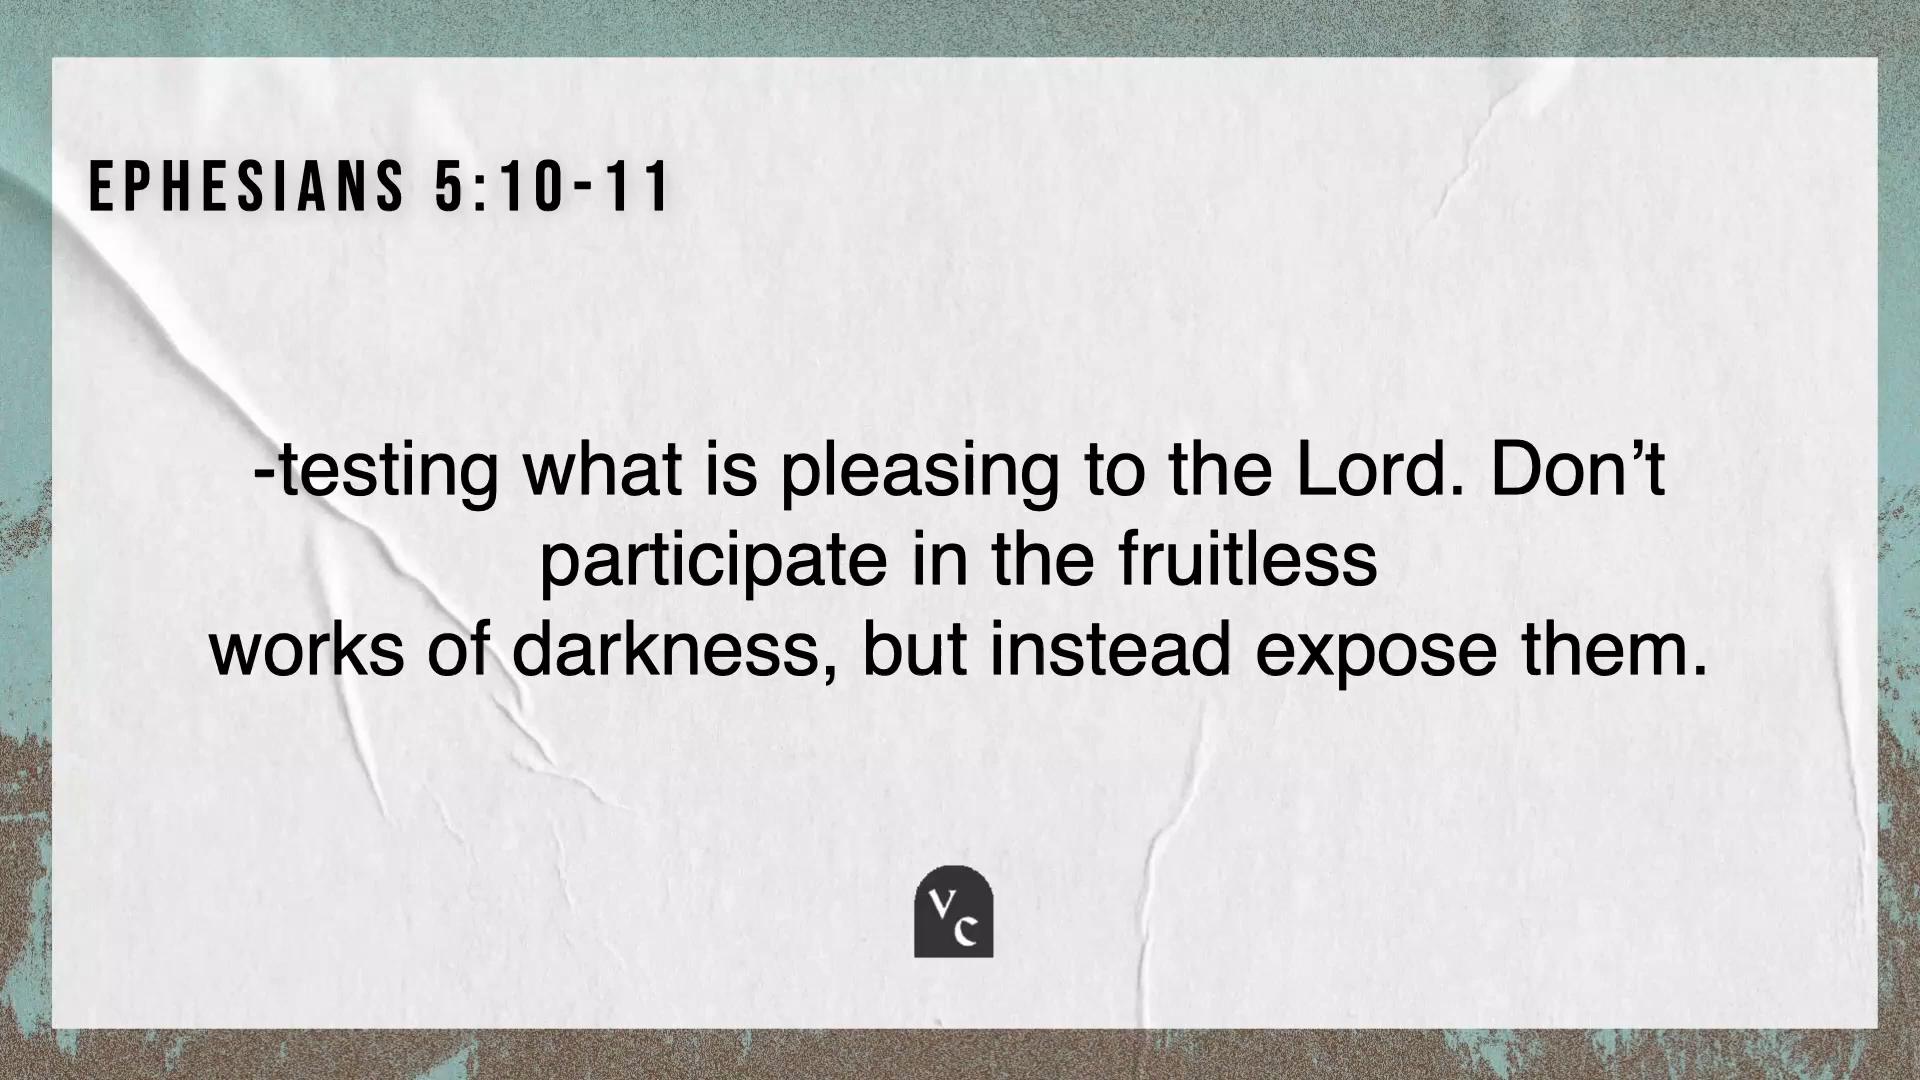 EPHESIANS 5:10-11
-testing what is pleasing to the Lord. Don’t
participate in the fruitless
works of darkness, but instead expose them.
V
C